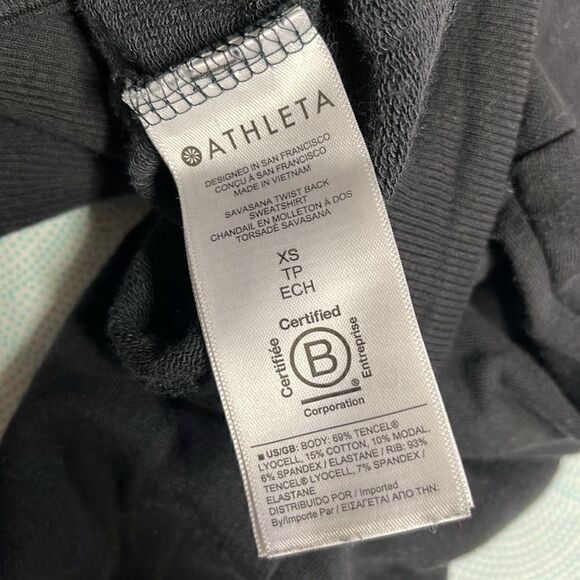 ATHLETA
DESIGNED IN SAN FRANCISCO
CONÇU À SAN FRANCISCO
MADE IN VIETNAM
SAVASANA TWIST BACK
SWEATSHIRT
CHANDAIL EN MOLLETON À DOS
TORSADÉ SAVASANA
XS
TP
ECH
Certifiée Certified Entreprise
B
Corporation
■ US/GB: BODY: 69% TENCEL®
LYOCELL, 15% COTTON, 10% MODAL,
6% SPANDEX / ELASTANE / RIB: 93%
TENCEL® LYOCELL, 7% SPANDEX /
ELASTANE
DISTRIBUIDO POR / Imported
By/Importe Par / ΕΙΣΑΓΕΤΑΙ ΑΠΟ ΤΗΝ: